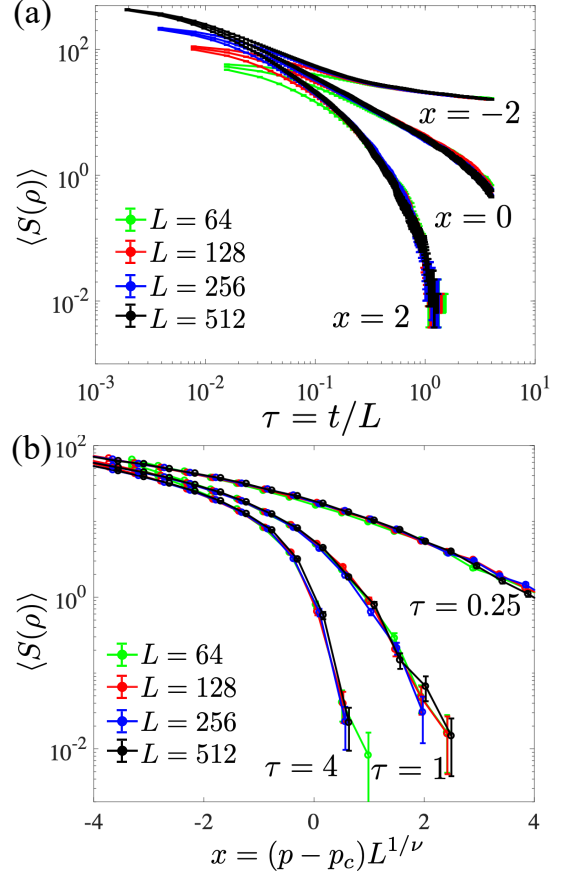 (a)
10^2
10^0
10^-2
⟨S(ρ)⟩
x = −2
x = 0
x = 2
L = 64
L = 128
L = 256
L = 512
10^-3 10^-2 10^-1 10^0 10^1
τ = t/L
(b)
10^2
10^0
10^-2
⟨S(ρ)⟩
τ = 0.25
L = 64
L = 128
L = 256
L = 512
τ = 4 τ = 1
-4 -2 0 2 4
x = (p − p_c)L^{1/ν}